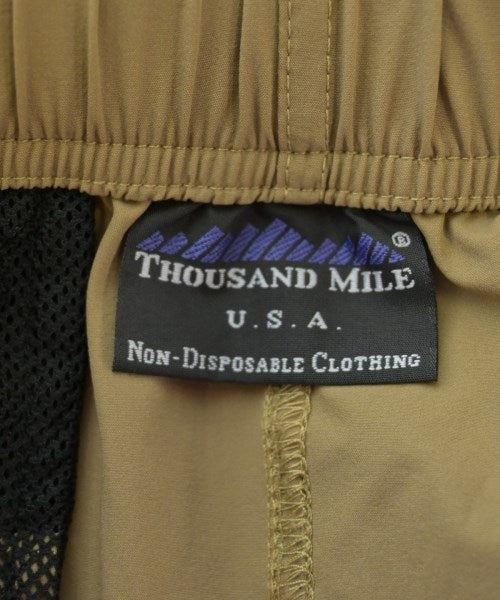 ®
THOUSAND MILE
U.S.A.
NON-DISPOSABLE CLOTHING